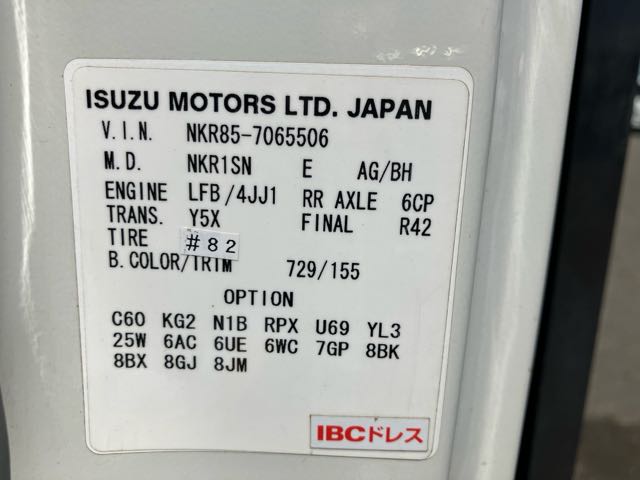 ISUZU MOTORS LTD. JAPAN
V.I.N. NKR85-7065506
M.D. NKR1SN E AG/BH
ENGINE LFB/4JJ1 RR AXLE 6CP
TRANS. Y5X FINAL R42
TIRE #82
B.COLOR/TRIM 729/155
OPTION
C60 KG2 N1B RPX U69 YL3
25W 6AC 6UE 6WC 7GP 8BK
8BX 8GJ 8JM
IBCドレス